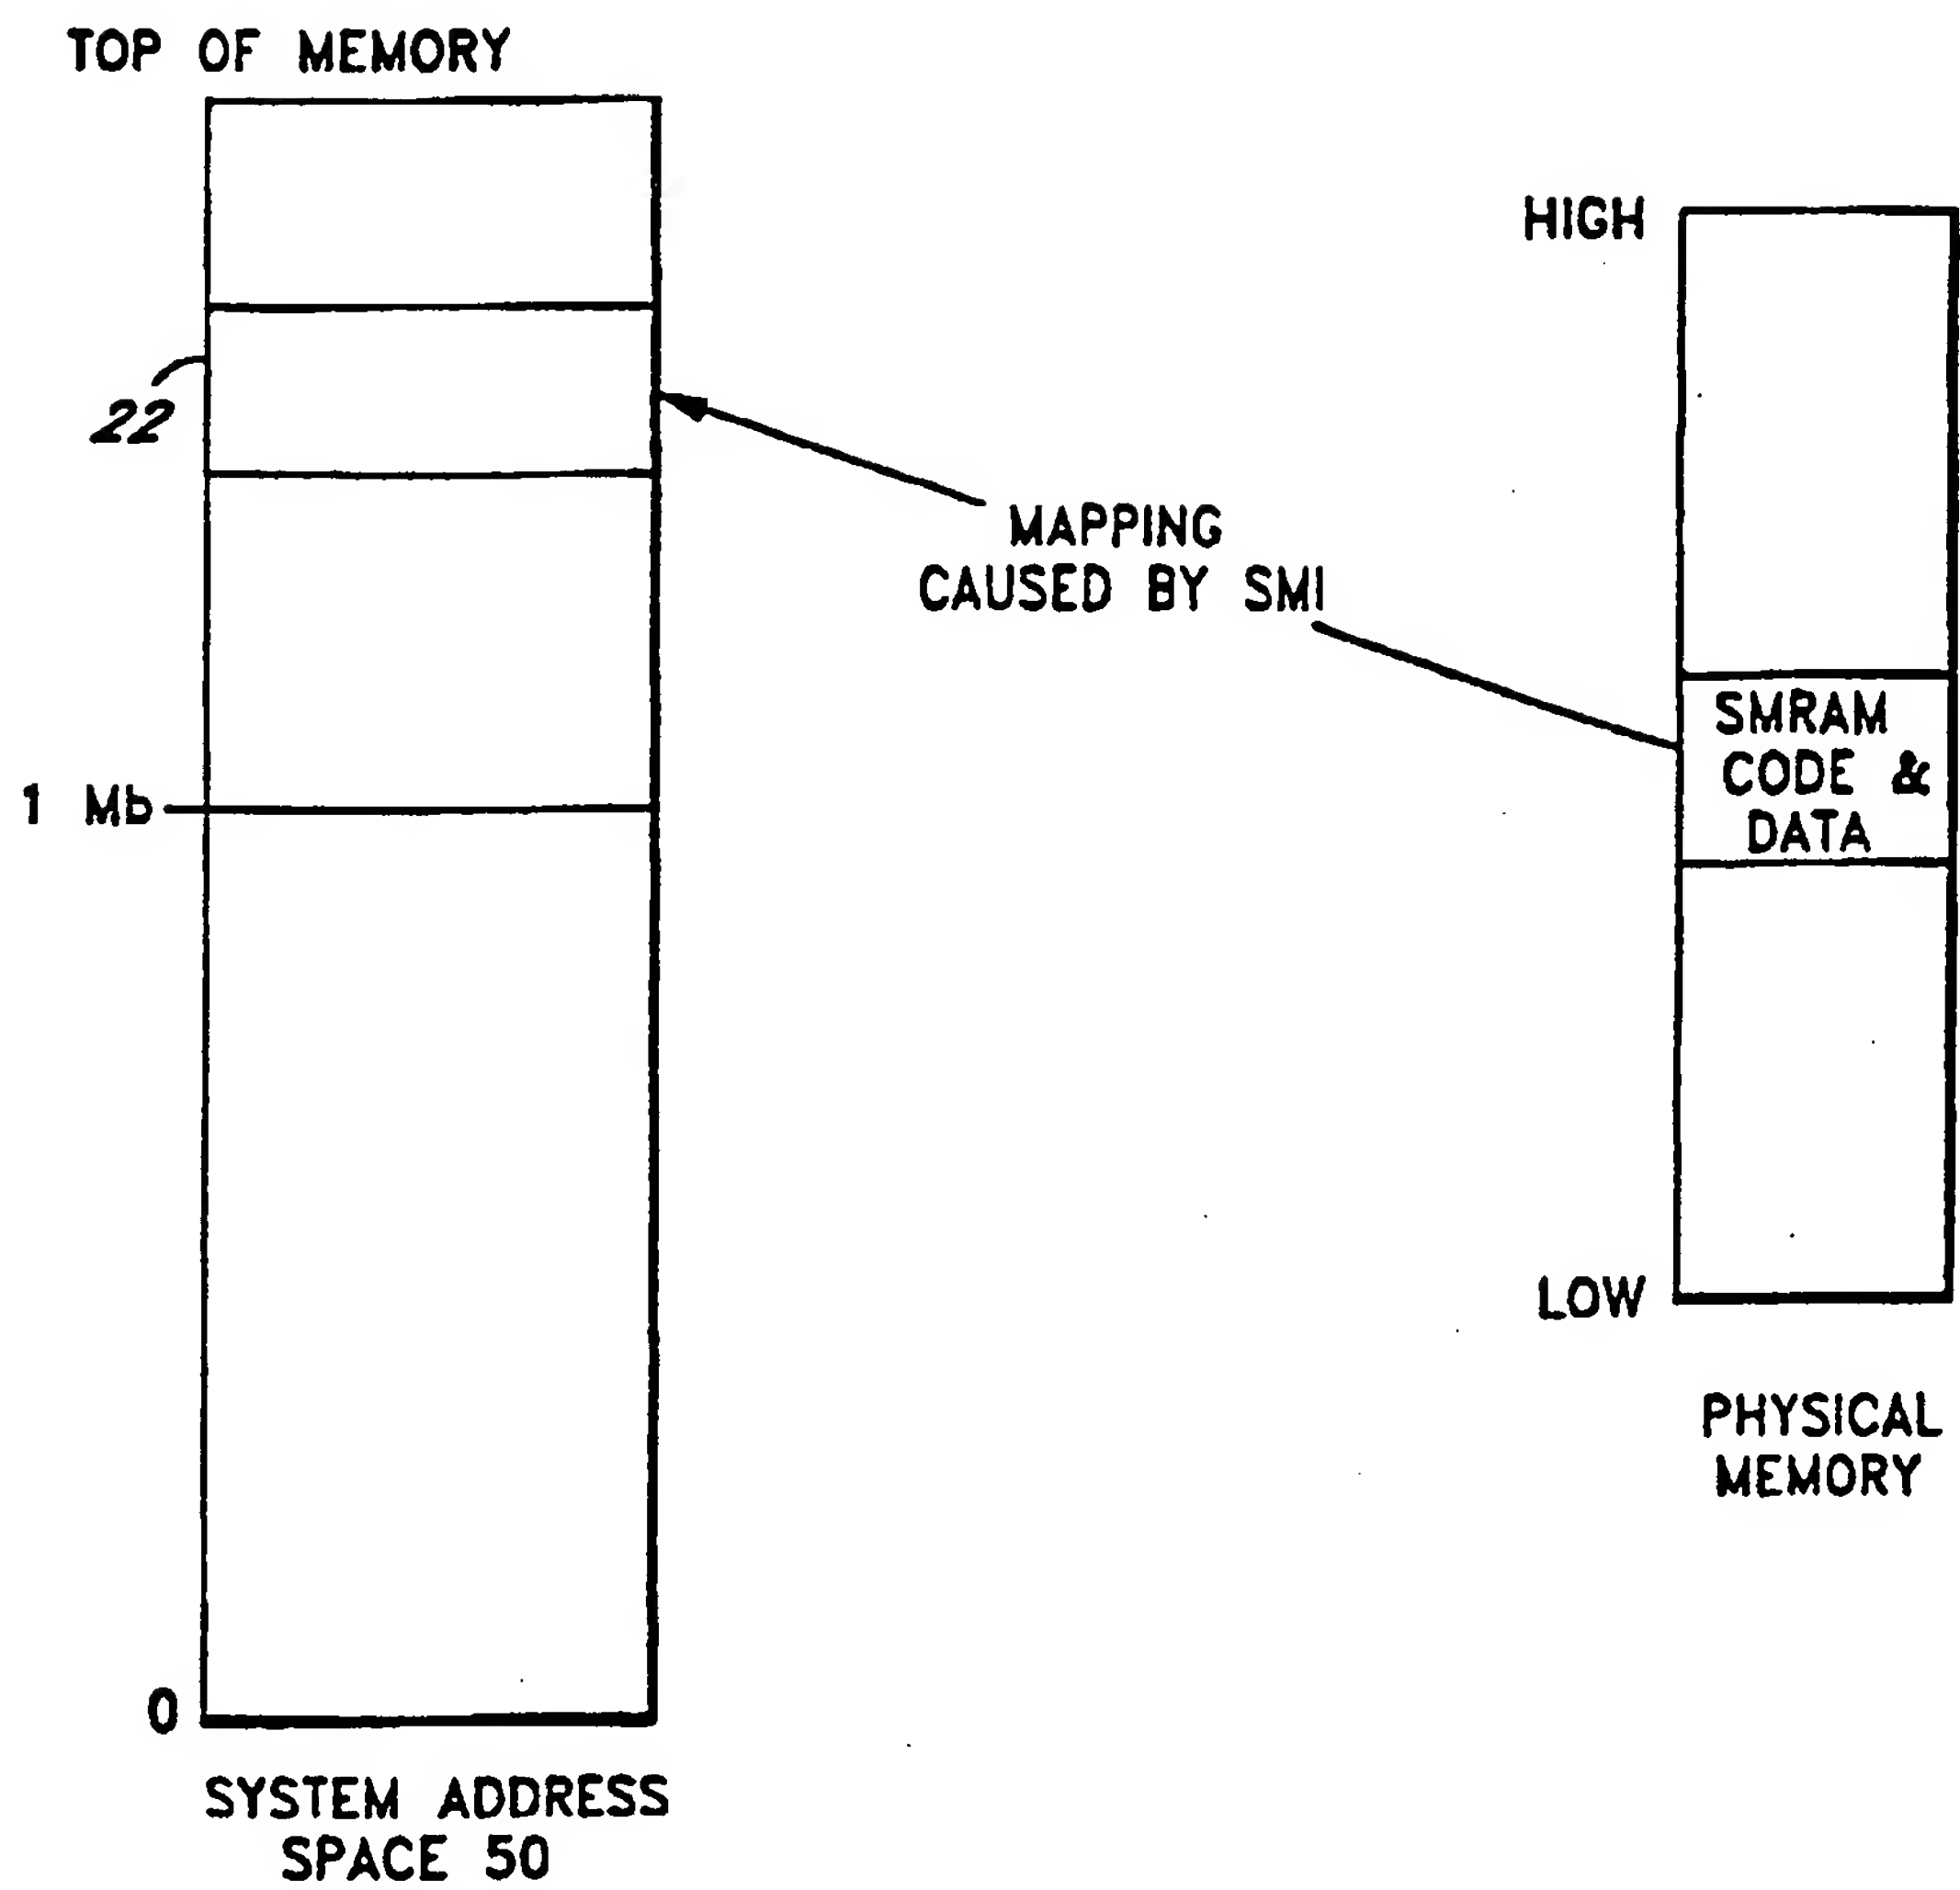 TOP OF MEMORY
HIGH
22
MAPPING
CAUSED BY SMI
SMRAM
CODE &
DATA
1 Mb
LOW
PHYSICAL
MEMORY
0
SYSTEM ADDRESS
SPACE 50